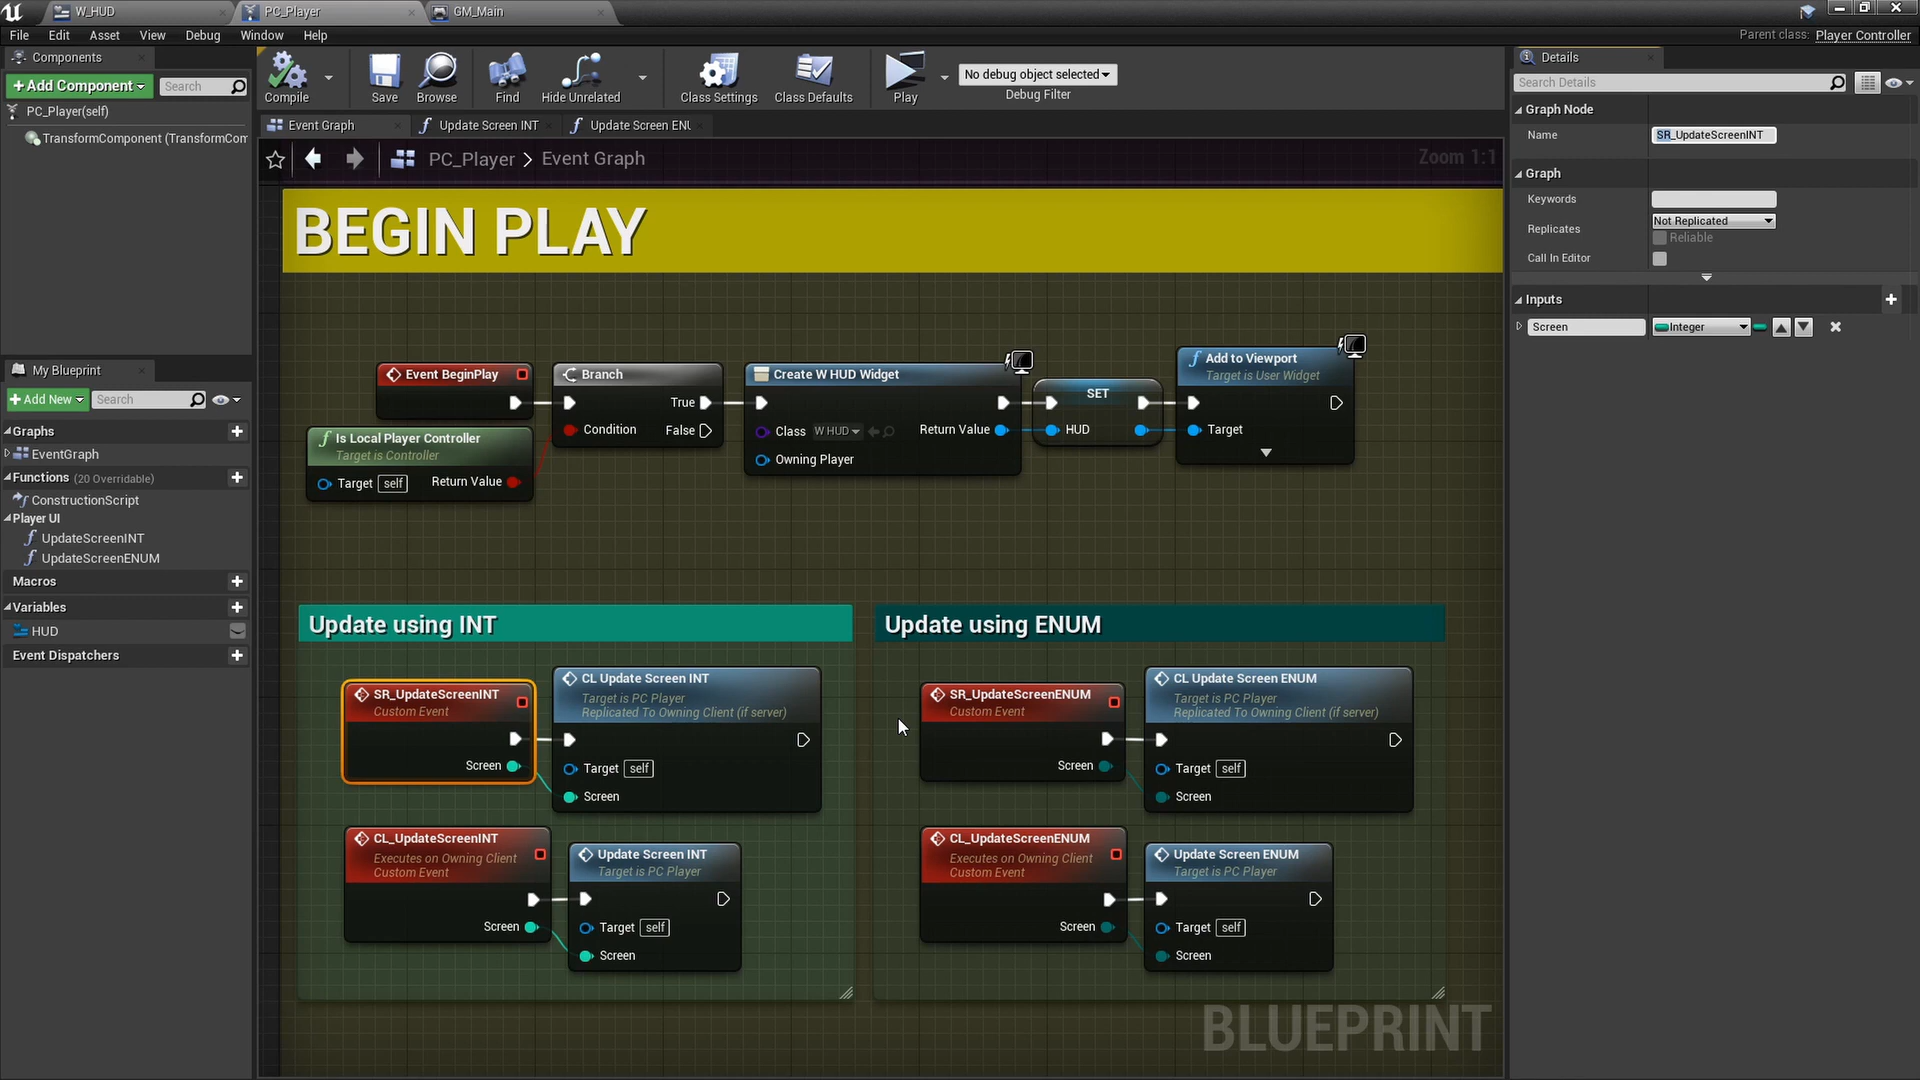 W_HUD
PC_Player
GM_Main
File Edit Asset View Debug Window Help
Parent class: Player Controller
Components
+Add Component
Search
PC_Player(self)
TransformComponent (TransformCom
Compile
Save
Browse
Find
Hide Unrelated
Class Settings
Class Defaults
Play
No debug object selected
Debug Filter
Event Graph
Update Screen INT
Update Screen ENU
PC_Player > Event Graph
Zoom 1:1
BEGIN PLAY
Event BeginPlay
Branch
True
Condition
False
Is Local Player Controller
Target is Controller
Target self
Return Value
Create W HUD Widget
Class W HUD
Return Value
Owning Player
SET
HUD
Add to Viewport
Target is User Widget
Target
Update using INT
SR_UpdateScreenINT
Custom Event
Screen
CL Update Screen INT
Target is PC Player
Replicated To Owning Client (if server)
Target self
Screen
CL_UpdateScreenINT
Executes on Owning Client
Custom Event
Screen
Update Screen INT
Target is PC Player
Target self
Screen
Update using ENUM
SR_UpdateScreenENUM
Custom Event
Screen
CL Update Screen ENUM
Target is PC Player
Replicated To Owning Client (if server)
Target self
Screen
CL_UpdateScreenENUM
Executes on Owning Client
Custom Event
Screen
Update Screen ENUM
Target is PC Player
Target self
Screen
BLUEPRINT
My Blueprint
+Add New
Search
Graphs
EventGraph
Functions (20 Overridable)
ConstructionScript
Player UI
UpdateScreenINT
UpdateScreenENUM
Macros
Variables
HUD
Event Dispatchers
Details
Search Details
Graph Node
Name SR_UpdateScreenINT
Graph
Keywords
Replicates Not Replicated
Reliable
Call In Editor
Inputs
Screen Integer